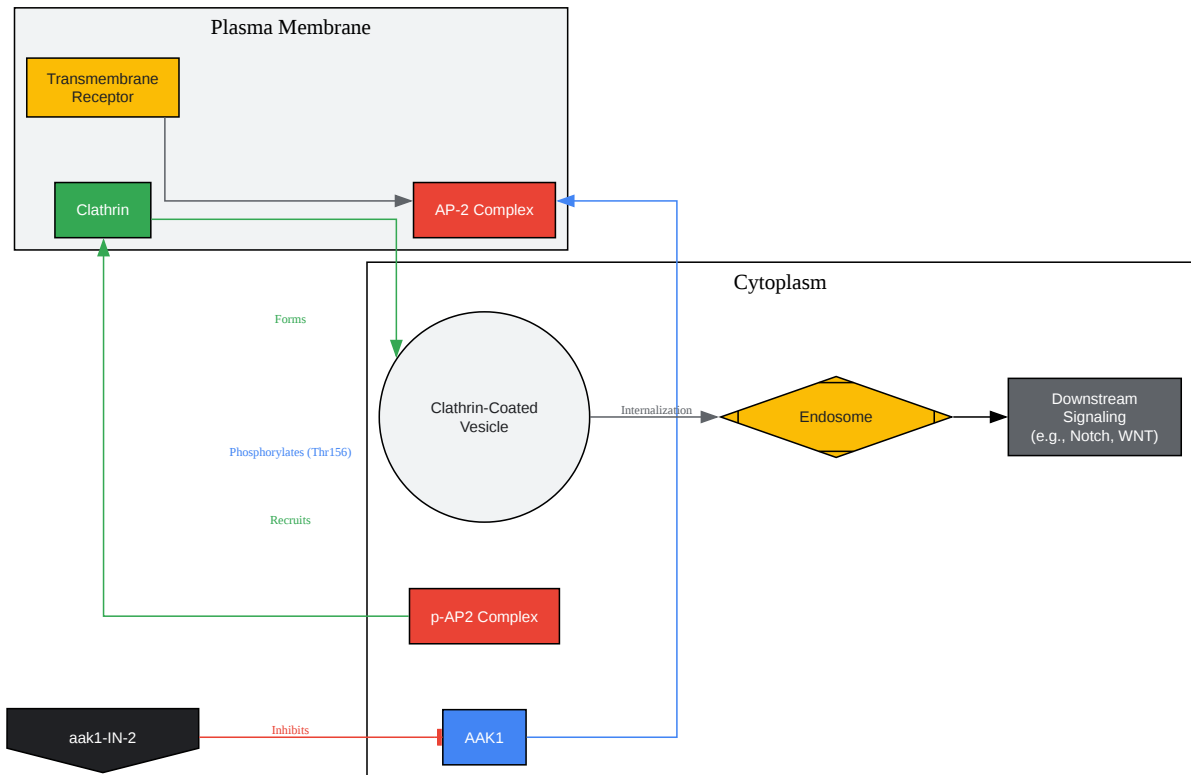 Plasma Membrane
Transmembrane
Receptor
Clathrin
AP-2 Complex
Cytoplasm
Forms
Clathrin-Coated
Vesicle
Internalization
Endosome
Downstream
Signaling
(e.g., Notch, WNT)
Phosphorylates (Thr156)
Recruits
p-AP2 Complex
aak1-IN-2
Inhibits
AAK1